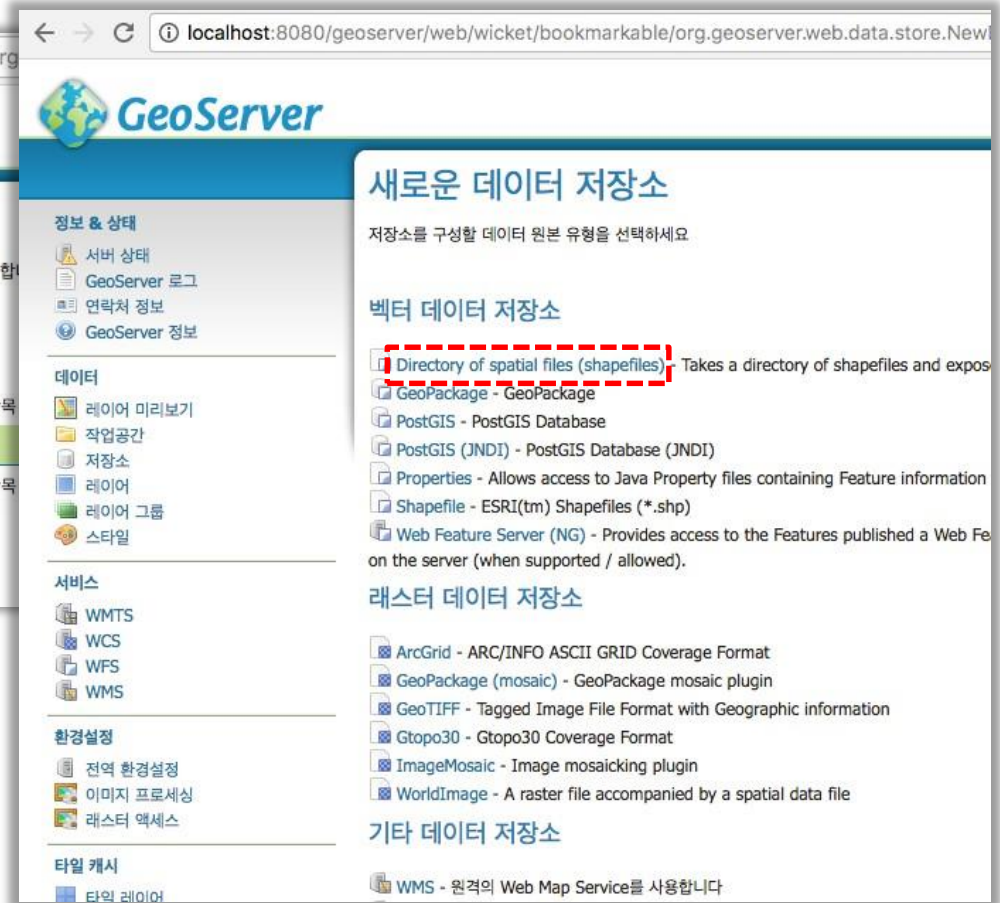 localhost:8080/geoserver/web/wicket/bookmarkable/org.geoserver.web.data.store.New
GeoServer
정보 & 상태
서버 상태
GeoServer 로그
연락처 정보
GeoServer 정보
데이터
레이어 미리보기
작업공간
저장소
레이어
레이어 그룹
스타일
서비스
WMTS
WCS
WFS
WMS
환경설정
전역 환경설정
이미지 프로세싱
래스터 액세스
타일 캐시
타일 레이어
새로운 데이터 저장소
저장소를 구성할 데이터 원본 유형을 선택하세요
벡터 데이터 저장소
Directory of spatial files (shapefiles) - Takes a directory of shapefiles and expose
GeoPackage - GeoPackage
PostGIS - PostGIS Database
PostGIS (JNDI) - PostGIS Database (JNDI)
Properties - Allows access to Java Property files containing Feature information
Shapefile - ESRI(tm) Shapefiles (*.shp)
Web Feature Server (NG) - Provides access to the Features published a Web Fe
on the server (when supported / allowed).
래스터 데이터 저장소
ArcGrid - ARC/INFO ASCII GRID Coverage Format
GeoPackage (mosaic) - GeoPackage mosaic plugin
GeoTIFF - Tagged Image File Format with Geographic information
Gtopo30 - Gtopo30 Coverage Format
ImageMosaic - Image mosaicking plugin
WorldImage - A raster file accompanied by a spatial data file
기타 데이터 저장소
WMS - 원격의 Web Map Service를 사용합니다